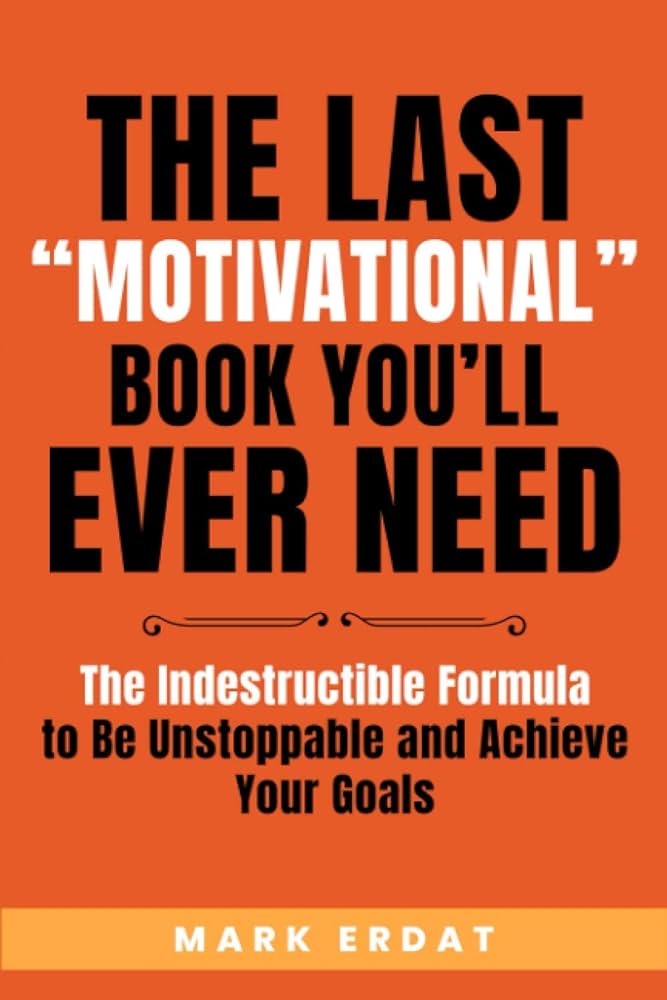 THE LAST
“MOTIVATIONAL”
BOOK YOU’LL
EVER NEED
The Indestructible Formula
to Be Unstoppable and Achieve
Your Goals
MARK ERDAT